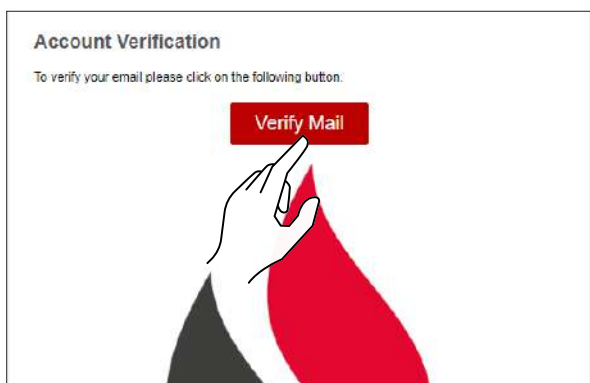 Account Verification
To verify your email please click on the following button.
Verify Mail